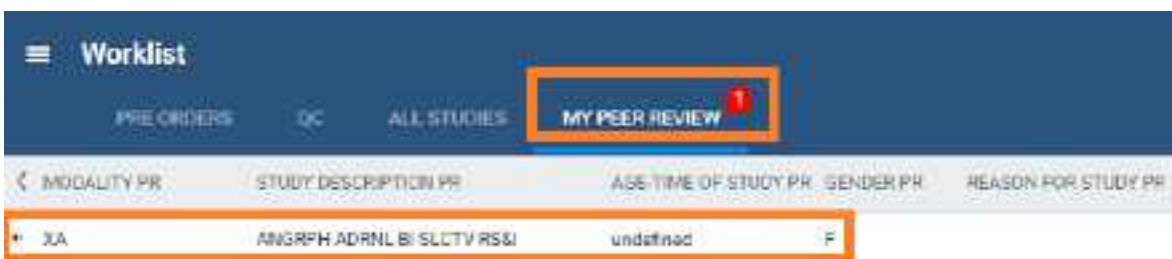 Worklist
PRE ORDERS QC ALL STUDIES MY PEER REVIEW 1
MODALITY PR STUDY DESCRIPTION PR AGE-TIME OF STUDY PR GENDER PR REASON FOR STUDY PR
XA ANGRPH ADRNL BI SLCTV RS&I undefined F